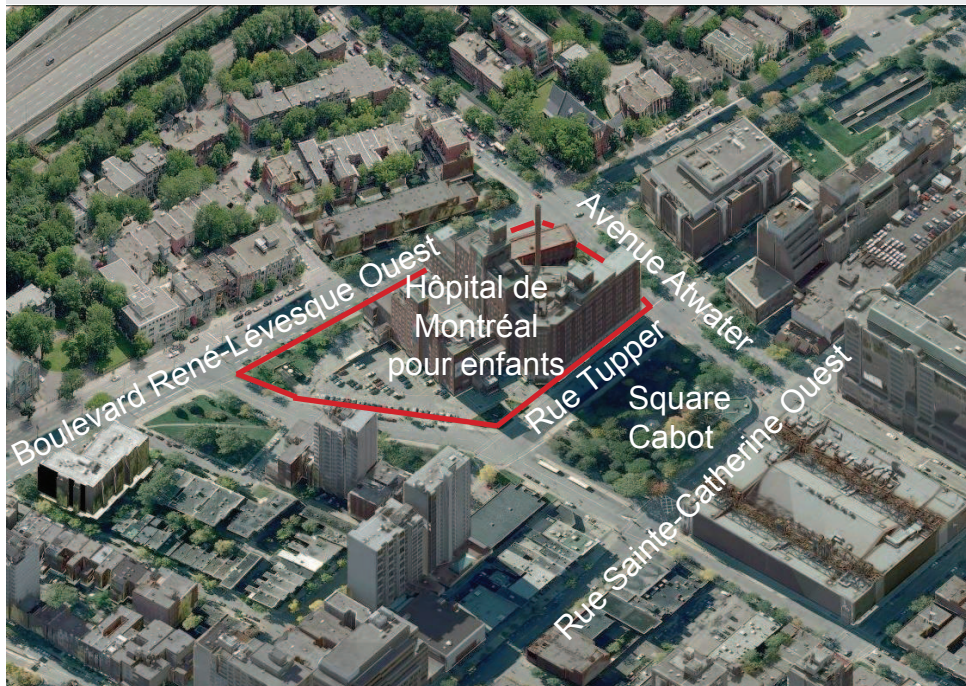 Boulevard René-Lévesque Ouest
Hôpital de
Montréal
pour enfants
Avenue Atwater
Rue Tupper
Square
Cabot
Rue Sainte-Catherine Ouest